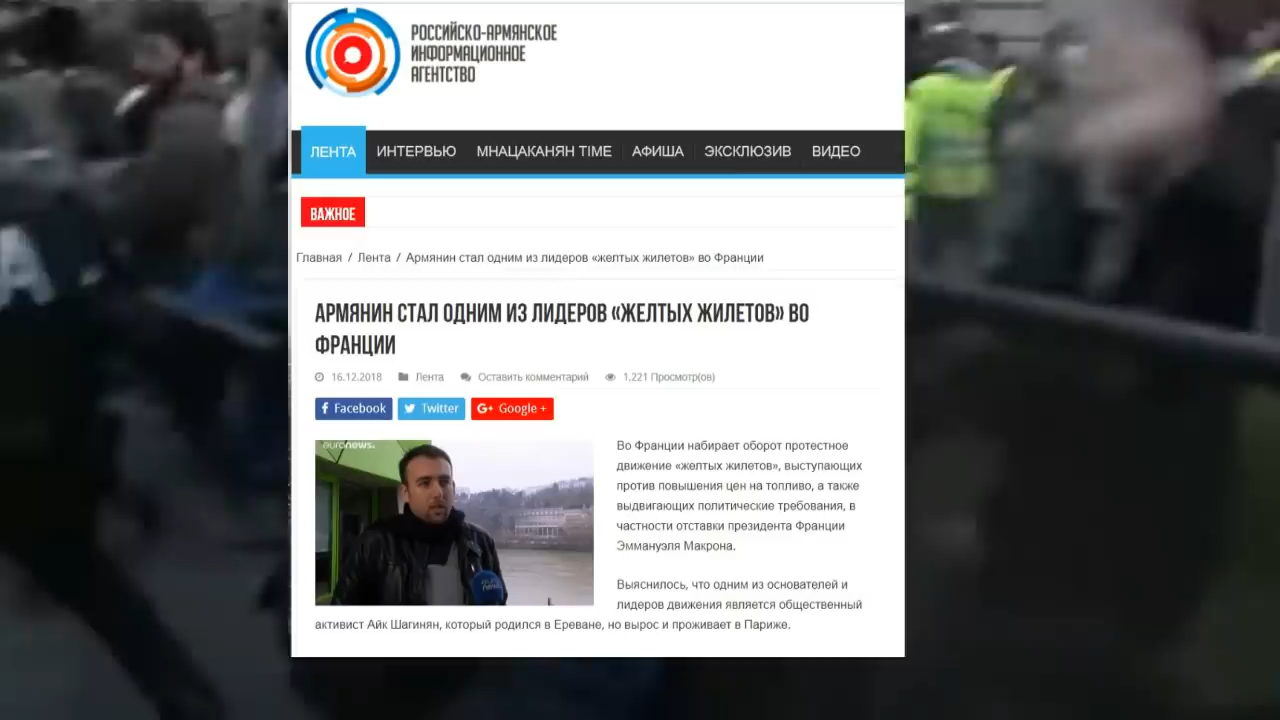 РОССИЙСКО-АРМЯНСКОЕ
ИНФОРМАЦИОННОЕ
АГЕНТСТВО
ЛЕНТА ИНТЕРВЬЮ МНАЦАКАНЯН TIME АФИША ЭКСКЛЮЗИВ ВИДЕО
ВАЖНОЕ
Главная / Лента / Армянин стал одним из лидеров «желтых жилетов» во Франции
АРМЯНИН СТАЛ ОДНИМ ИЗ ЛИДЕРОВ «ЖЕЛТЫХ ЖИЛЕТОВ» ВО
ФРАНЦИИ
16.12.2018 Лента Оставить комментарий 1,221 Просмотр(ов)
Facebook Twitter G+ Google +
euronews.
euro
news.
Во Франции набирает оборот протестное
движение «желтых жилетов», выступающих
против повышения цен на топливо, а также
выдвигающих политические требования, в
частности отставки президента Франции
Эммануэля Макрона.
Выяснилось, что одним из основателей и
лидеров движения является общественный
активист Айк Шагинян, который родился в Ереване, но вырос и проживает в Париже.
A